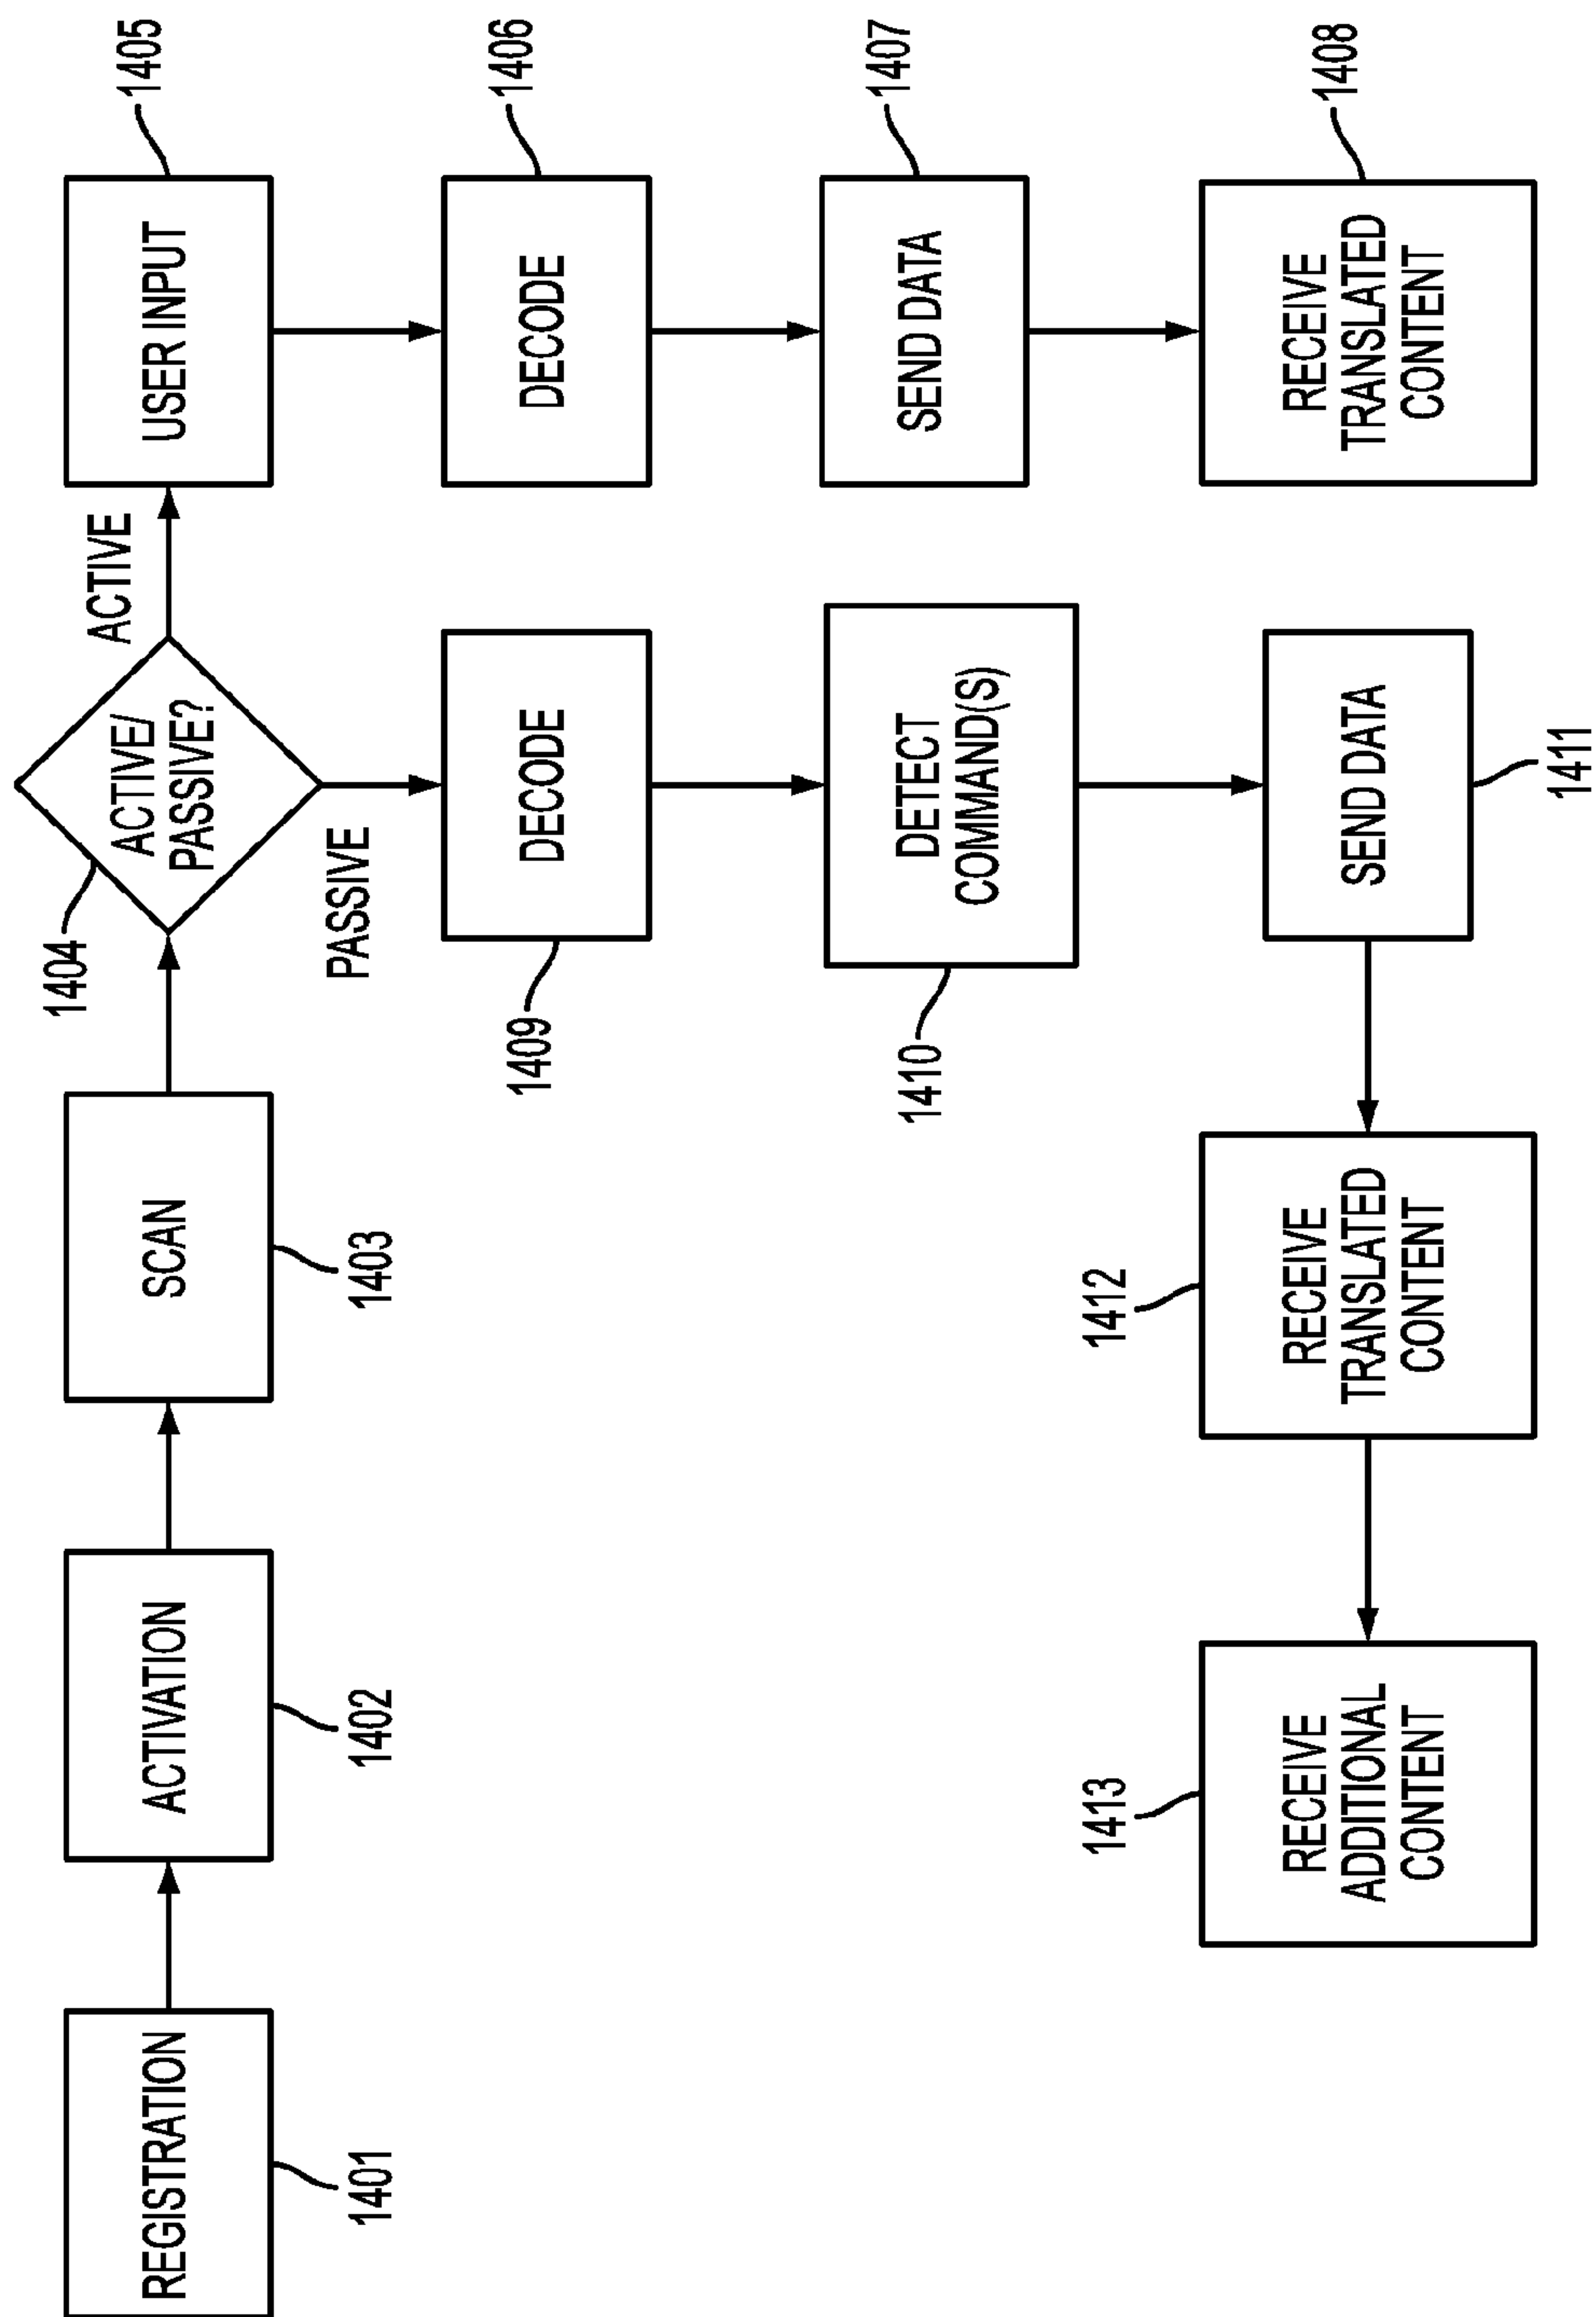 REGISTRATION
1401
ACTIVATION
1402
SCAN
1403
ACTIVE/
PASSIVE?
1404
ACTIVE
USER INPUT
1405
DECODE
1406
SEND DATA
1407
RECEIVE
TRANSLATED
CONTENT
1408
PASSIVE
DECODE
1409
DETECT
COMMAND(S)
1410
SEND DATA
1411
RECEIVE
TRANSLATED
CONTENT
1412
RECEIVE
ADDITIONAL
CONTENT
1413